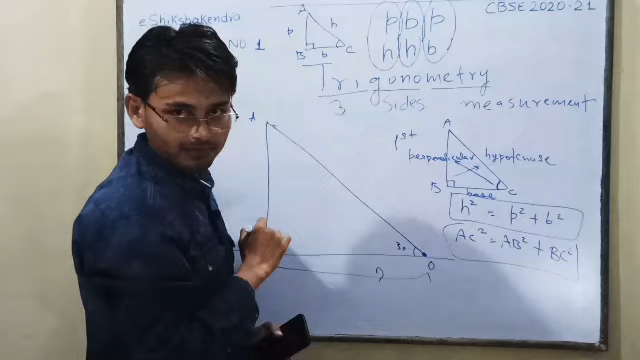 eShikshakendia
CBSE 2020-21
NO 1
A
p h
B b C
p b p
h h b
Trigonometry
3 sides measurement
1st
A
perpendicular hypotenuse
B base C
h² = p² + b²
AC² = AB² + BC²
A
30
O